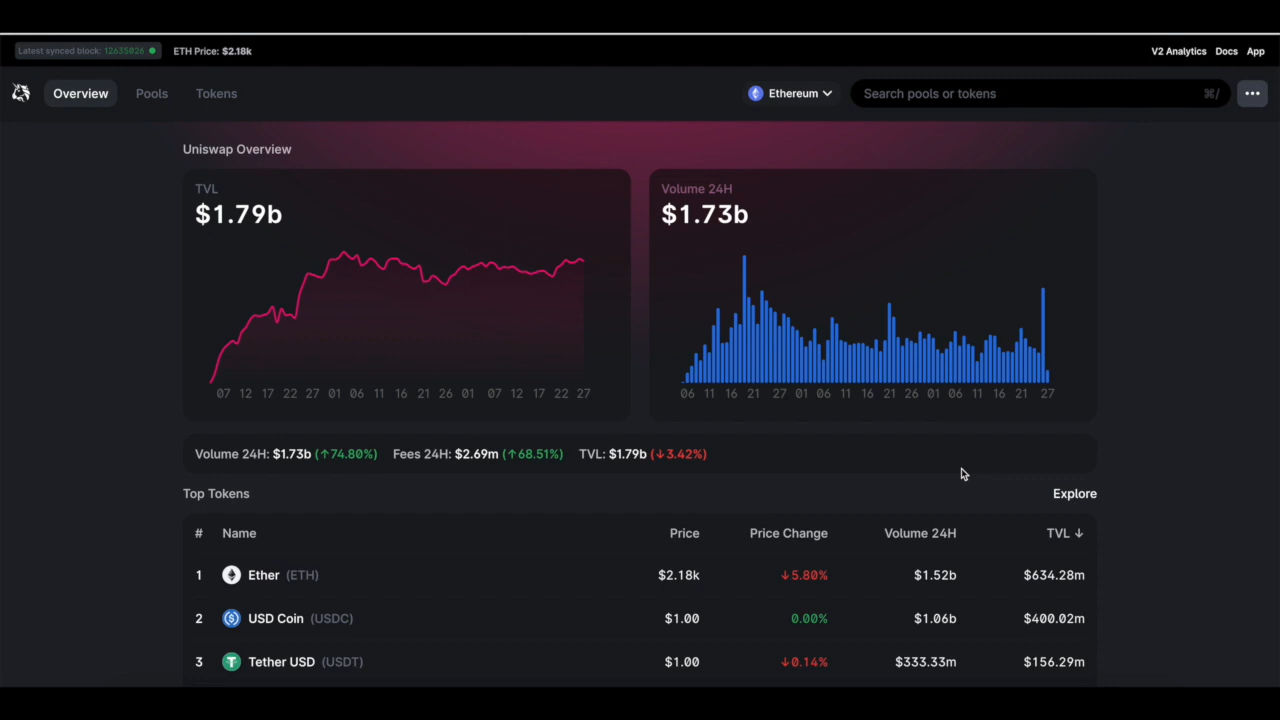 Latest synced block: 12635026 ETH Price: $2.18k V2 Analytics Docs App
Overview Pools Tokens Ethereum Search pools or tokens ⌘/ •••
Uniswap Overview
TVL
$1.79b
07 12 17 22 27 01 06 11 16 21 26 01 07 12 17 22 27
Volume 24H
$1.73b
06 11 16 21 27 01 06 11 16 21 26 01 06 11 16 21 27
Volume 24H: $1.73b (↑74.80%) Fees 24H: $2.69m (↑68.51%) TVL: $1.79b (↓3.42%)
Top Tokens Explore
# Name Price Price Change Volume 24H TVL ↓
1 Ether (ETH) $2.18k ↓5.80% $1.52b $634.28m
2 USD Coin (USDC) $1.00 0.00% $1.06b $400.02m
3 Tether USD (USDT) $1.00 ↓0.14% $333.33m $156.29m